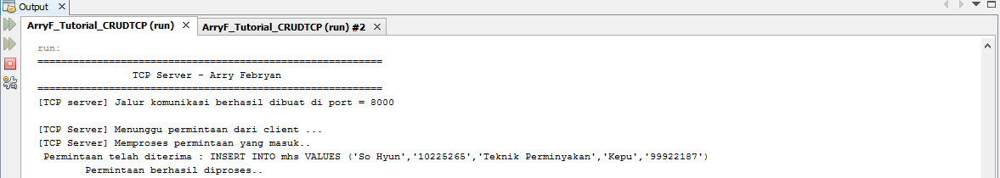 Output
ArryF_Tutorial_CRUDTCP (run)
ArryF_Tutorial_CRUDTCP (run) #2
run:
==========================================================
TCP Server - Arry Febryan
==========================================================
[TCP server] Jalur komunikasi berhasil dibuat di port = 8000
[TCP Server] Menunggu permintaan dari client ...
[TCP Server] Memproses permintaan yang masuk..
Permintaan telah diterima : INSERT INTO mhs VALUES ('So Hyun','10225265','Teknik Perminyakan','Kepu','99922187')
Permintaan berhasil diproses..